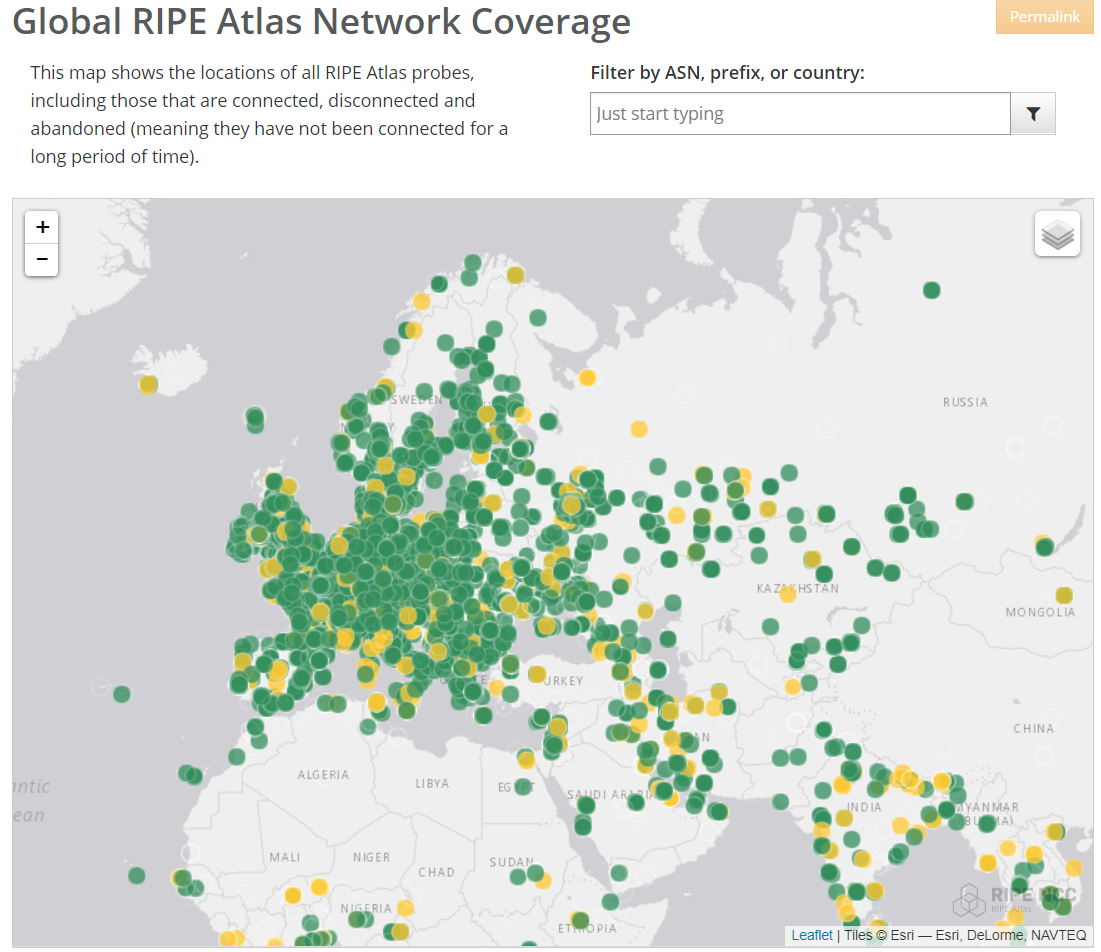 Global RIPE Atlas Network Coverage
Permalink
This map shows the locations of all RIPE Atlas probes,
including those that are connected, disconnected and
abandoned (meaning they have not been connected for a
long period of time).
Filter by ASN, prefix, or country:
Just start typing
+
−
SWEDEN
RUSSIA
KAZAKHSTAN
MONGOLIA
URKEY
CHINA
AN
ALGERIA
LIBYA
EGYPT
SAUDI ARAB
INDIA
MYANMAR
(BURMA)
ntic
ean
MALI
NIGER
CHAD
SUDAN
NIGERIA
ETHIOPIA
RIPE NCC
RIPE Atlas
Leaflet | Tiles © Esri — Esri, DeLorme, NAVTEQ